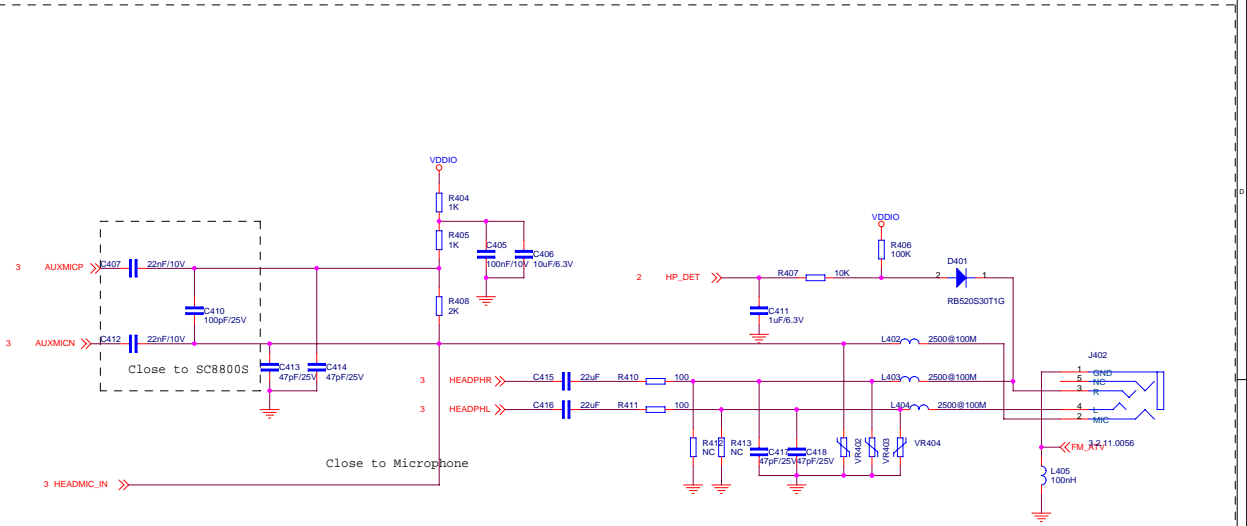 VDDIO
R404
1K
R405
1K
C405
100nF/10V
C406
10uF/6.3V
VDDIO
R406
100K
D401
2
1
RB520S30T1G
3 AUXMICP
C407 22nF/10V
2 HP_DET
R407 10K
R408
2K
C410
100pF/25V
C411
1uF/6.3V
3 AUXMICN
C412 22nF/10V
L402 2500@100M
Close to SC8800S
C413
47pF/25V
C414
47pF/25V
J402
3 HEADPHR
C415 22uF R410 100
L403 2500@100M
3 HEADPHL
C416 22uF R411 100
L404 2500@100M
1 GND
5 NC
3 R
4 L
2 MIC
R412
NC
R413
NC
C417
47pF/25V
C418
47pF/25V
VR402
VR403
VR404
FM_ATV
3.2.11.0056
Close to Microphone
L405
100nH
3 HEADMIC_IN
D